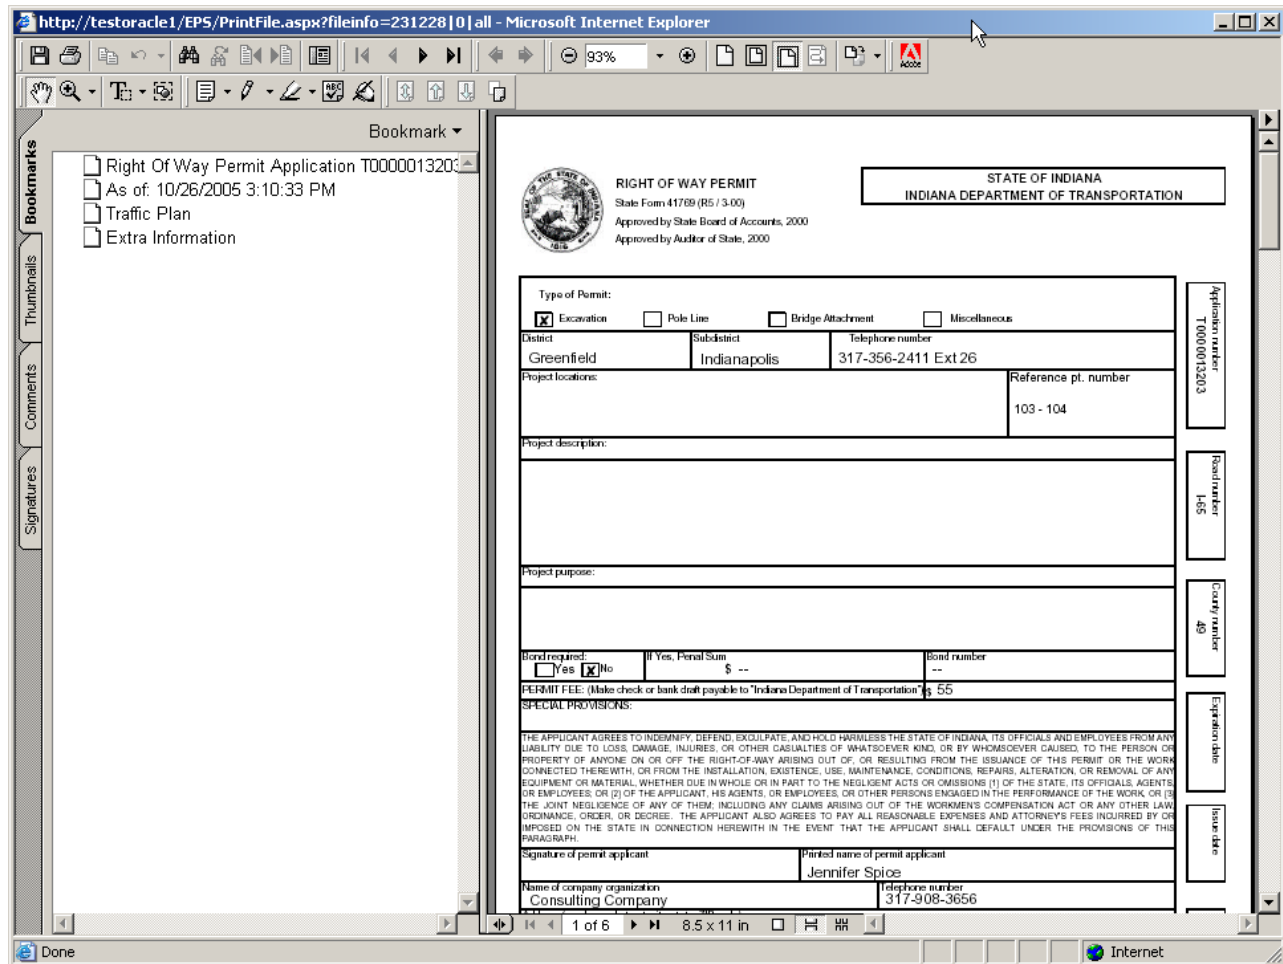 http://testoracle1/EPS/PrintFile.aspx?fileinfo=231228|0|all - Microsoft Internet Explorer
93%
Adobe
Bookmark
Bookmarks
Thumbnails
Comments
Signatures
Right Of Way Permit Application T0000013203
As of: 10/26/2005 3:10:33 PM
Traffic Plan
Extra Information
RIGHT OF WAY PERMIT
State Form 41769 (R5 / 3-00)
Approved by State Board of Accounts, 2000
Approved by Auditor of State, 2000
STATE OF INDIANA
INDIANA DEPARTMENT OF TRANSPORTATION
Type of Permit:
X Excavation Pole Line Bridge Attachment Miscellaneous
District Subdistrict Telephone number
Greenfield Indianapolis 317-356-2411 Ext 26
Project locations: Reference pt. number
103 - 104
Project description:
Project purpose:
Bond required: If Yes, Penal Sum Bond number
Yes X No $ -- --
PERMIT FEE: (Make check or bank draft payable to "Indiana Department of Transportation") $ 55
SPECIAL PROVISIONS:
THE APPLICANT AGREES TO INDEMNIFY, DEFEND, EXCULPATE, AND HOLD HARMLESS THE STATE OF INDIANA, ITS OFFICIALS AND EMPLOYEES FROM ANY
LIABILITY DUE TO LOSS, DAMAGE, INJURIES, OR OTHER CASUALTIES OF WHATSOEVER KIND, OR BY WHOMSOEVER CAUSED, TO THE PERSON OR
PROPERTY OF ANYONE ON OR OFF THE RIGHT-OF-WAY ARISING OUT OF, OR RESULTING FROM THE ISSUANCE OF THIS PERMIT OR THE WORK
CONNECTED THEREWITH, OR FROM THE INSTALLATION, EXISTENCE, USE, MAINTENANCE, CONDITIONS, REPAIRS, ALTERATION, OR REMOVAL OF ANY
EQUIPMENT OR MATERIAL, WHETHER DUE IN WHOLE OR IN PART TO THE NEGLIGENT ACTS OR OMISSIONS (1) OF THE STATE, ITS OFFICIALS, AGENTS,
OR EMPLOYEES; OR (2) OF THE APPLICANT, HIS AGENTS, OR EMPLOYEES, OR OTHER PERSONS ENGAGED IN THE PERFORMANCE OF THE WORK, OR (3)
THE JOINT NEGLIGENCE OF ANY OF THEM; INCLUDING ANY CLAIMS ARISING OUT OF THE WORKMEN'S COMPENSATION ACT OR ANY OTHER LAW,
ORDINANCE, ORDER, OR DECREE. THE APPLICANT ALSO AGREES TO PAY ALL REASONABLE EXPENSES AND ATTORNEY'S FEES INCURRED BY OR
IMPOSED ON THE STATE IN CONNECTION HEREWITH IN THE EVENT THAT THE APPLICANT SHALL DEFAULT UNDER THE PROVISIONS OF THIS
PARAGRAPH.
Signature of permit applicant Printed name of permit applicant
Jennifer Spice
Name of company organization Telephone number
Consulting Company 317-908-3656
Application number
T0000013203
Road number
I-65
County number
49
Expiration date
Issue date
1 of 6 8.5 x 11 in
Done Internet